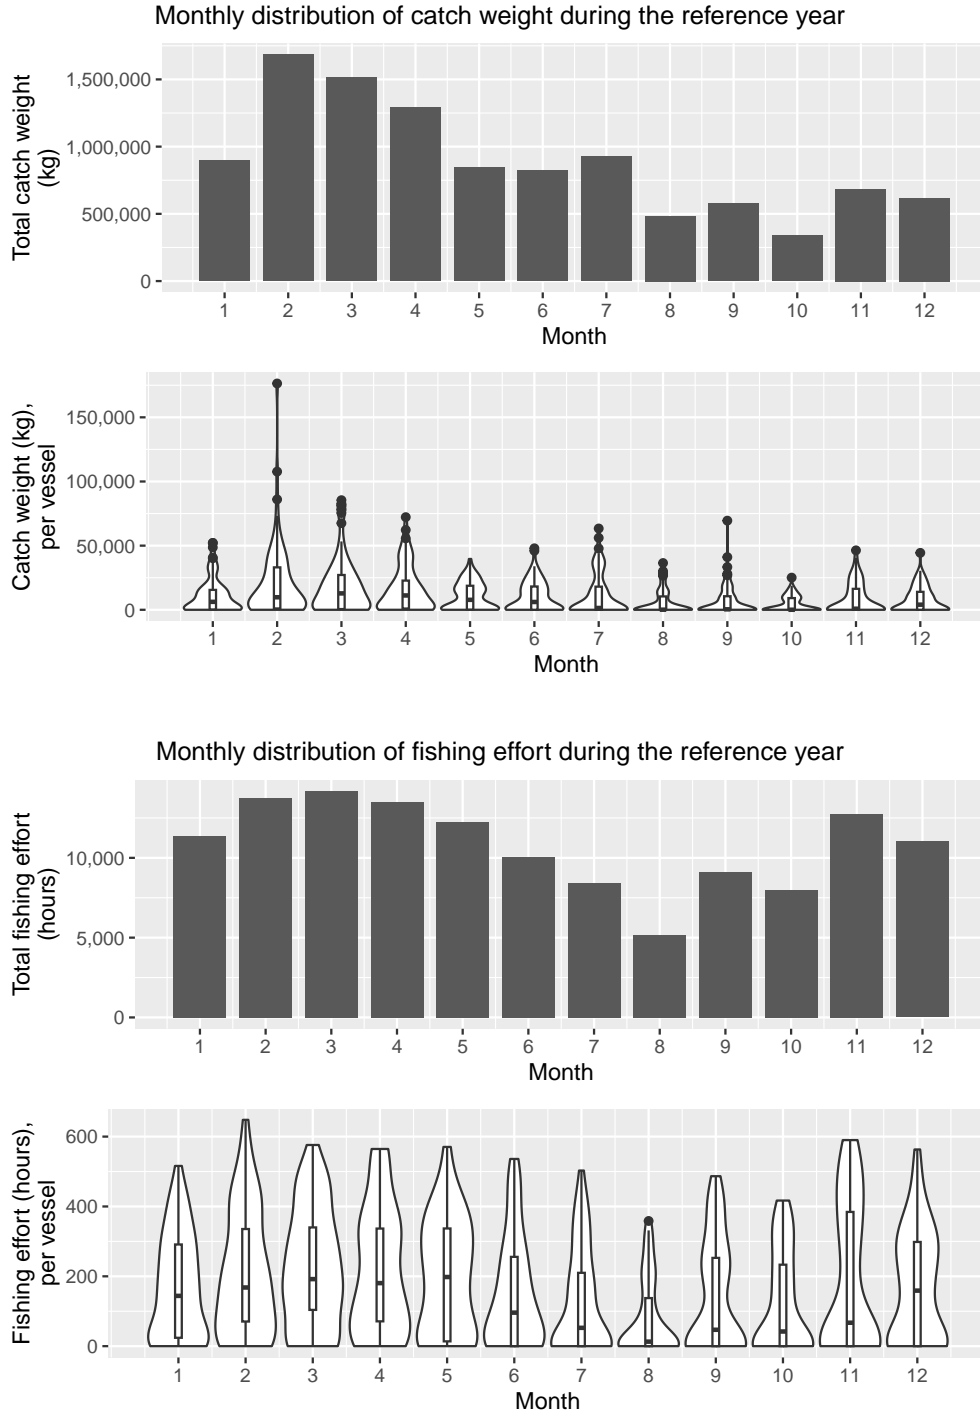 Monthly distribution of catch weight during the reference year
Total catch weight
(kg)
1,500,000
1,000,000
500,000
0
1 2 3 4 5 6 7 8 9 10 11 12
Month
Catch weight (kg),
per vessel
150,000
100,000
50,000
0
1 2 3 4 5 6 7 8 9 10 11 12
Month
Monthly distribution of fishing effort during the reference year
Total fishing effort
(hours)
10,000
5,000
0
1 2 3 4 5 6 7 8 9 10 11 12
Month
Fishing effort (hours),
per vessel
600
400
200
0
1 2 3 4 5 6 7 8 9 10 11 12
Month